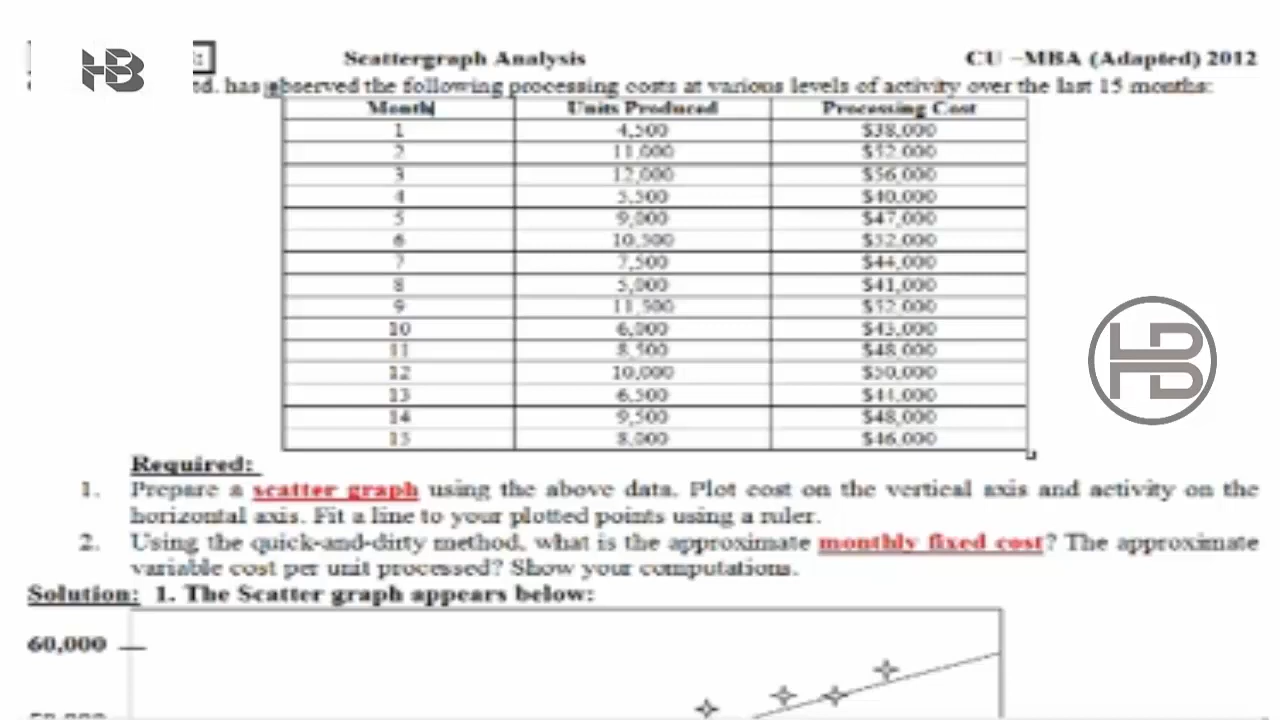 HB
Scattergraph Analysis CU –MBA (Adapted) 2012
has observed the following processing costs at various levels of activity over the last 15 months:
Month Units Produced Processing Cost
1 4,500 $38,000
2 11,000 $52,000
3 12,000 $56,000
4 5,500 $40,000
5 9,000 $47,000
6 10,500 $52,000
7 7,500 $44,000
8 5,000 $41,000
9 11,500 $52,000
10 6,000 $43,000
11 8,500 $48,000
12 10,000 $50,000
13 6,500 $44,000
14 9,500 $48,000
15 8,000 $46,000
HB
Required:
1. Prepare a scatter graph using the above data. Plot cost on the vertical axis and activity on the
horizontal axis. Fit a line to your plotted points using a ruler.
2. Using the quick-and-dirty method, what is the approximate monthly fixed cost? The approximate
variable cost per unit processed? Show your computations.
Solution: 1. The Scatter graph appears below:
60,000